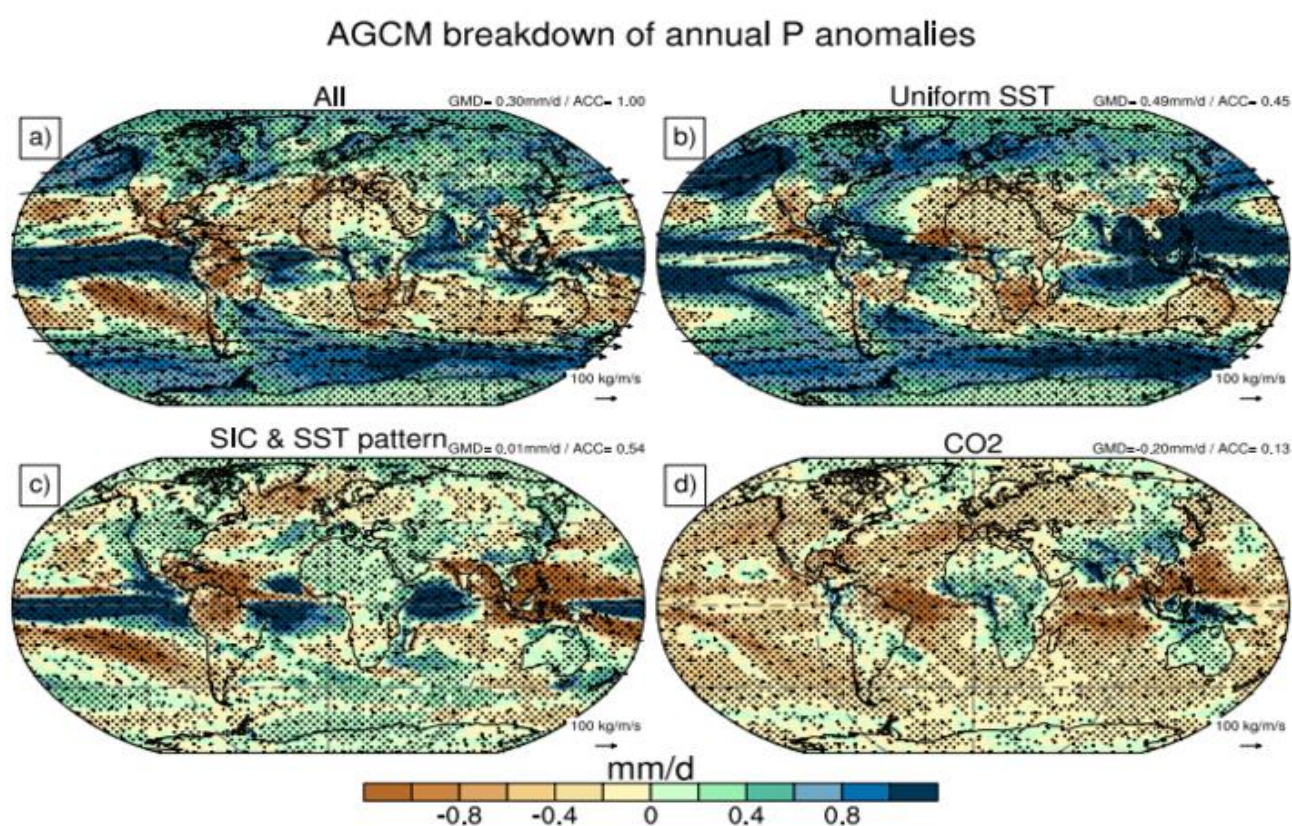 AGCM breakdown of annual P anomalies
All
GMD= 0.30mm/d / ACC= 1.00
a)
100 kg/m/s
Uniform SST
GMD= 0.49mm/d / ACC= 0.45
b)
100 kg/m/s
SIC & SST pattern
GMD= 0.01mm/d / ACC= 0.54
c)
100 kg/m/s
CO2
GMD=-0.20mm/d / ACC= 0.13
d)
100 kg/m/s
mm/d
-0.8 -0.4 0 0.4 0.8